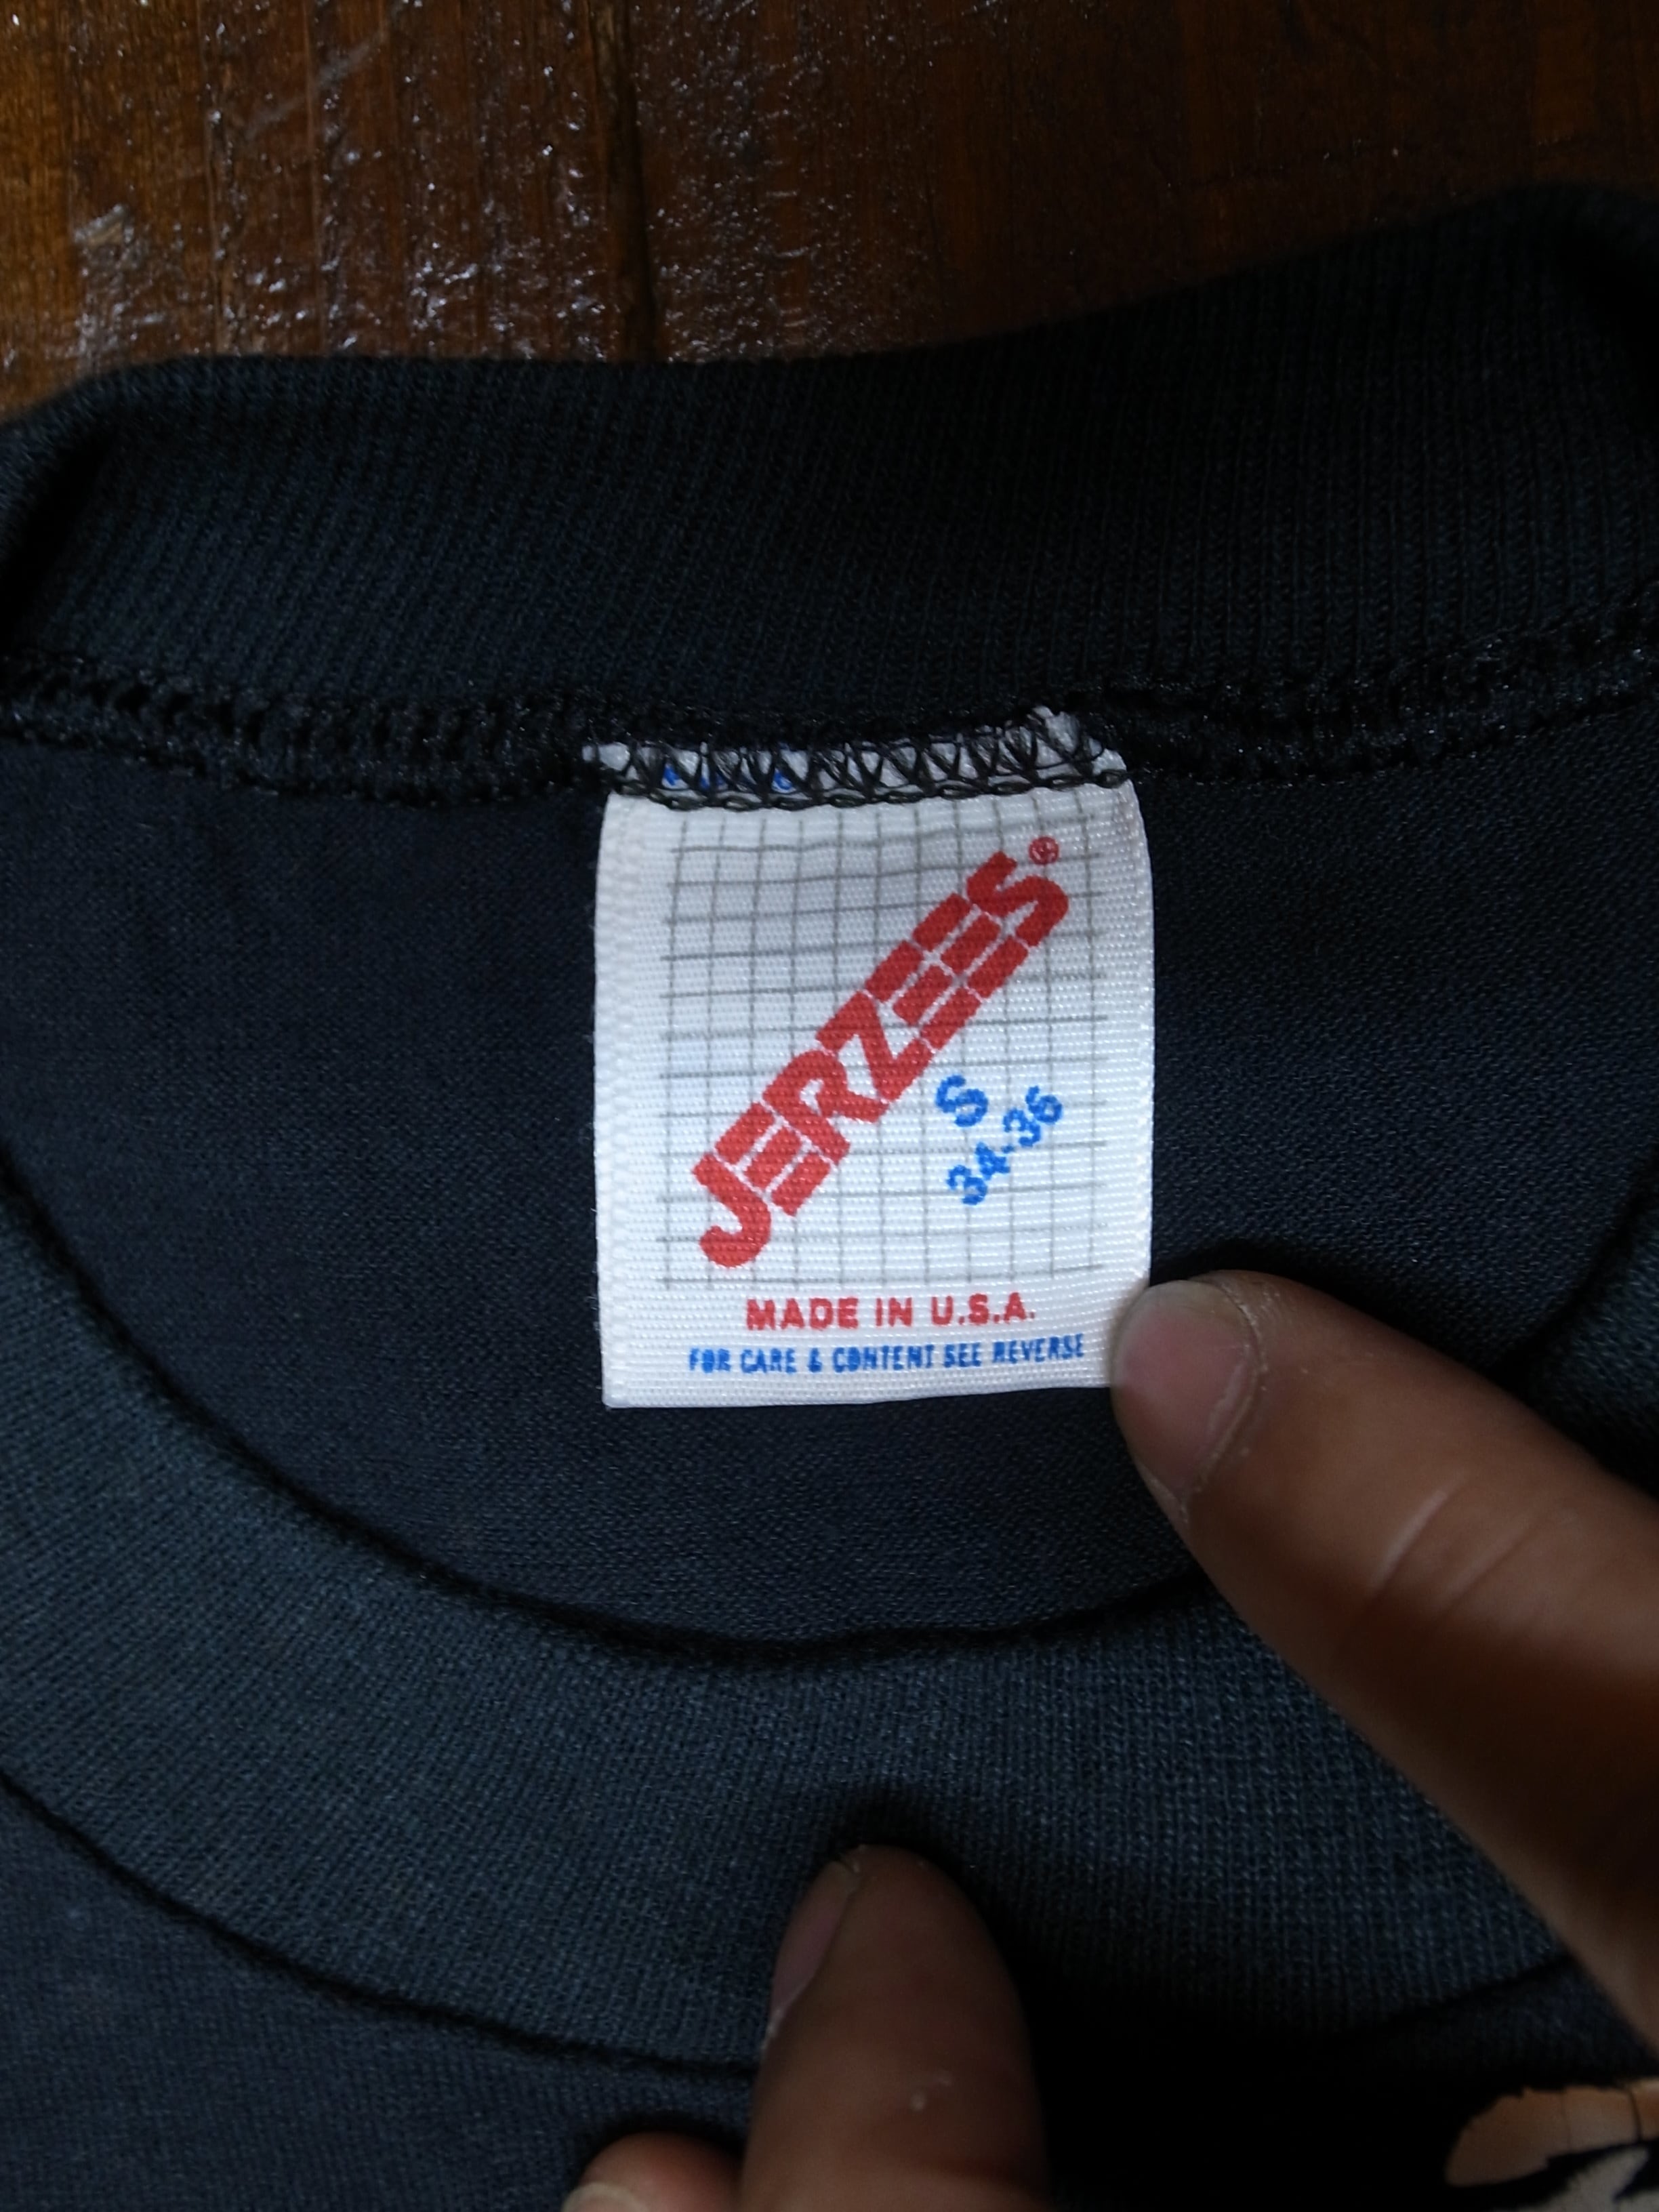 JERZEES®
S
34-36
MADE IN U.S.A.
FOR CARE & CONTENT SEE REVERSE